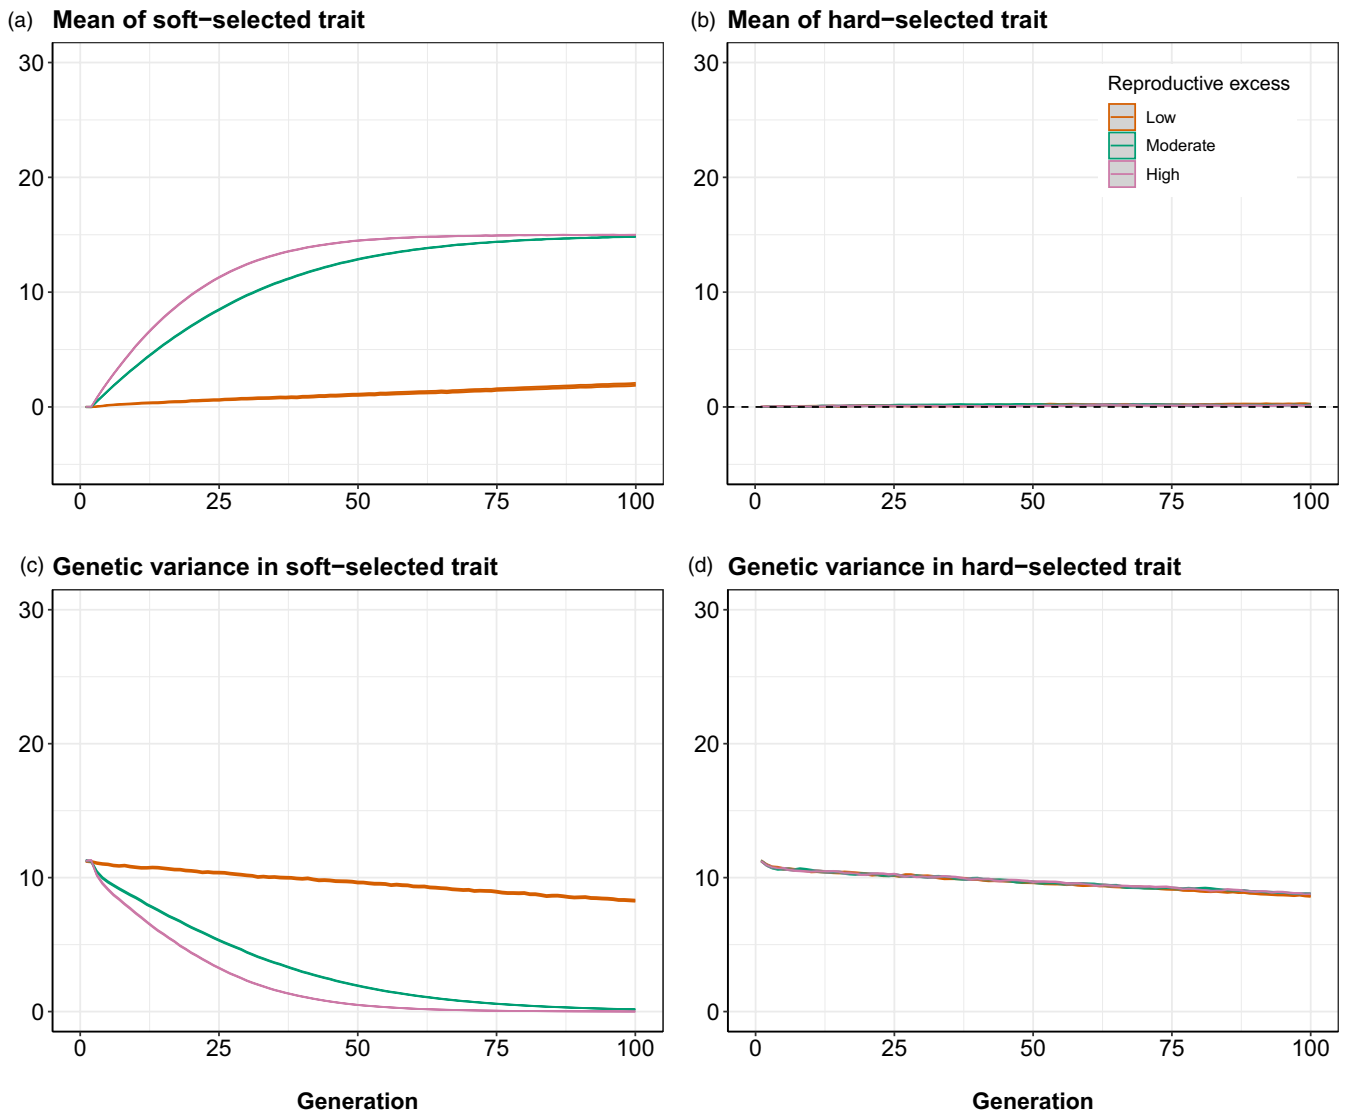 (a) Mean of soft−selected trait
30
20
10
0
0 25 50 75 100
(b) Mean of hard−selected trait
30
20
10
0
0 25 50 75 100
Reproductive excess
Low
Moderate
High
(c) Genetic variance in soft−selected trait
30
20
10
0
0 25 50 75 100
Generation
(d) Genetic variance in hard−selected trait
30
20
10
0
0 25 50 75 100
Generation